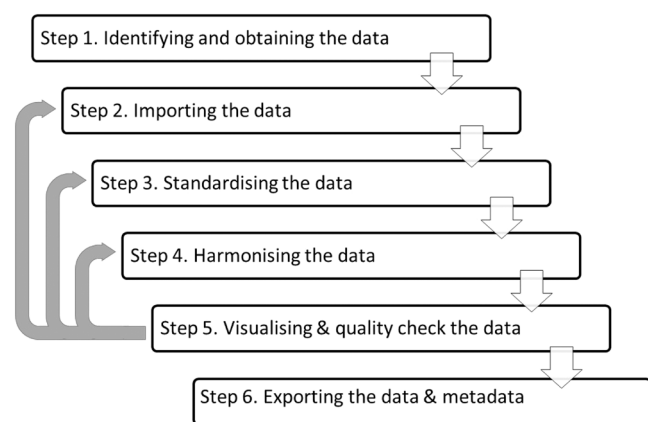 Step 1. Identifying and obtaining the data
Step 2. Importing the data
Step 3. Standardising the data
Step 4. Harmonising the data
Step 5. Visualising & quality check the data
Step 6. Exporting the data & metadata